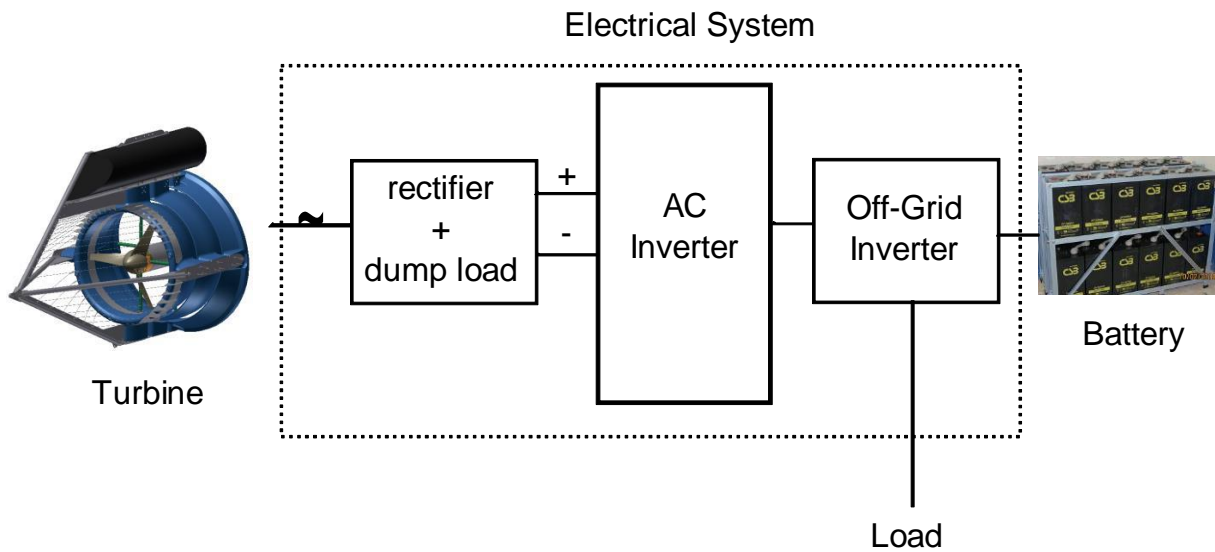 Electrical System
rectifier
+
dump load
~
+
-
AC
Inverter
Off-Grid
Inverter
Turbine
Battery
Load